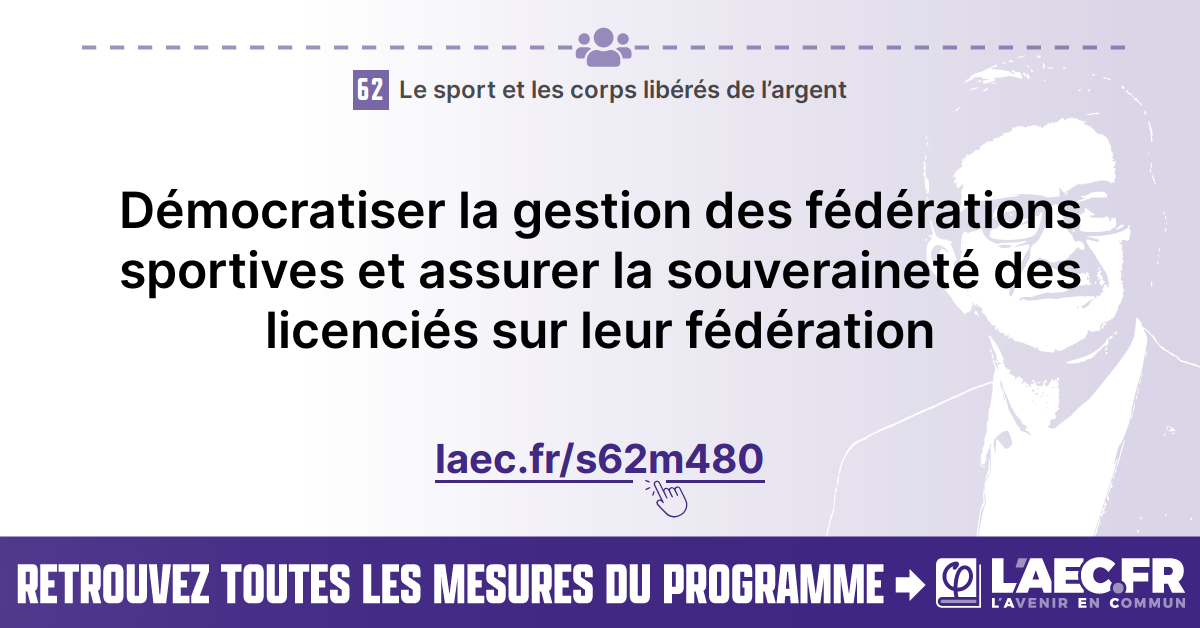 62 Le sport et les corps libérés de l’argent
Démocratiser la gestion des fédérations
sportives et assurer la souveraineté des
licenciés sur leur fédération
laec.fr/s62m480
RETROUVEZ TOUTES LES MESURES DU PROGRAMME
φ L'AEC.FR
L'AVENIR EN COMMUN